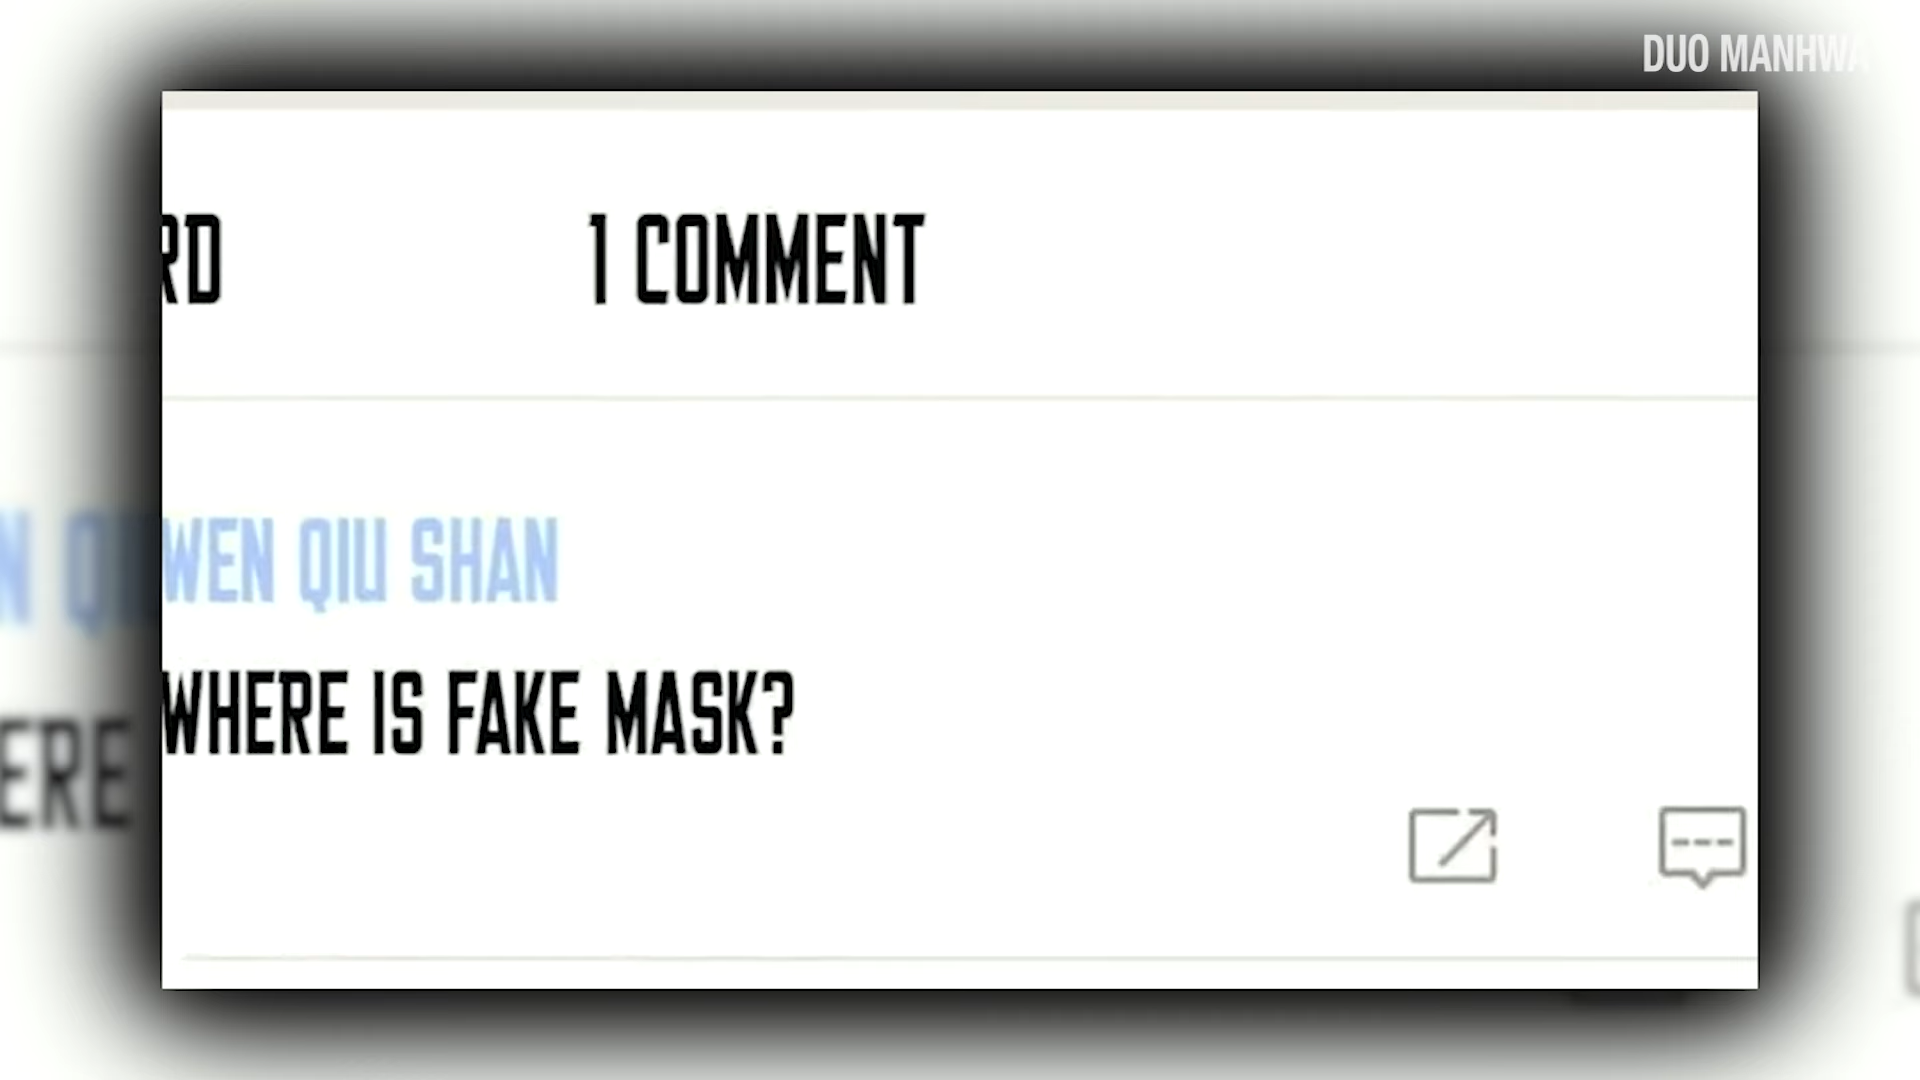 DUO MANHWA
RD
1 COMMENT
WEN QIU SHAN
WHERE IS FAKE MASK?